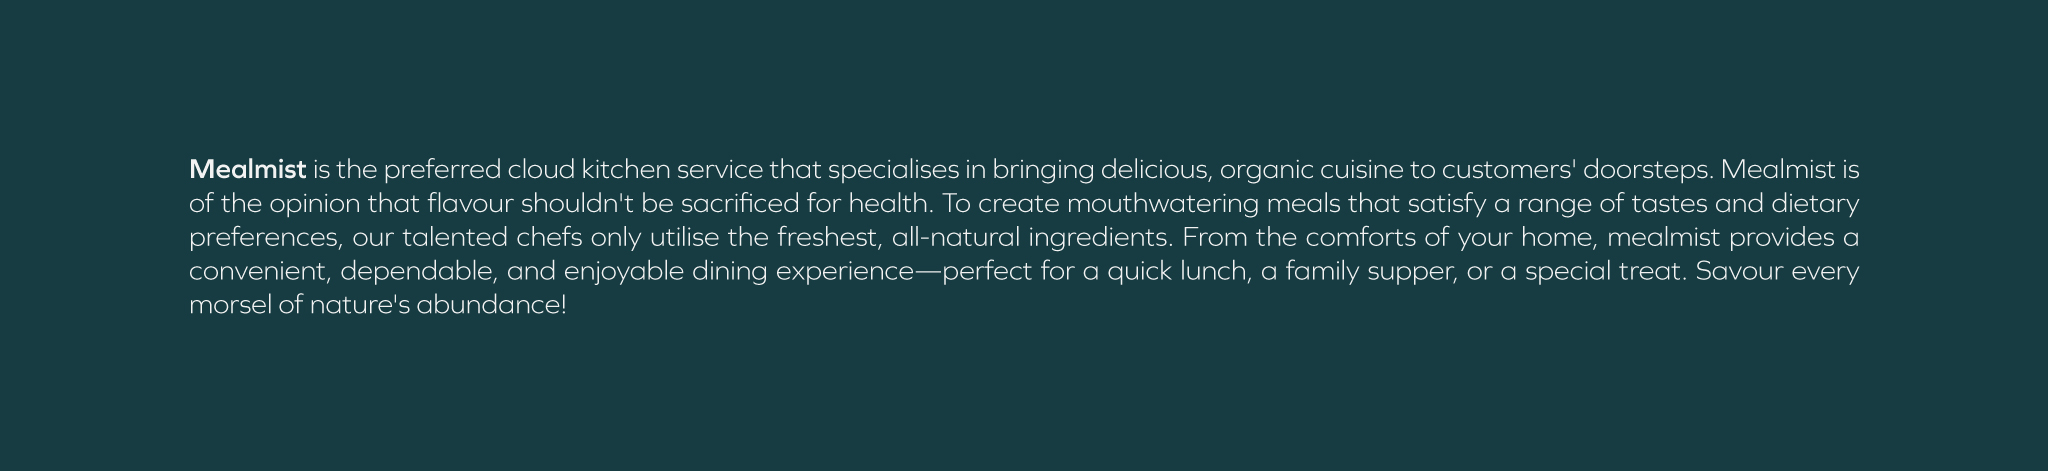 Mealmist is the preferred cloud kitchen service that specialises in bringing delicious, organic cuisine to customers' doorsteps. Mealmist is
of the opinion that flavour shouldn't be sacrificed for health. To create mouthwatering meals that satisfy a range of tastes and dietary
preferences, our talented chefs only utilise the freshest, all-natural ingredients. From the comforts of your home, mealmist provides a
convenient, dependable, and enjoyable dining experience—perfect for a quick lunch, a family supper, or a special treat. Savour every
morsel of nature's abundance!